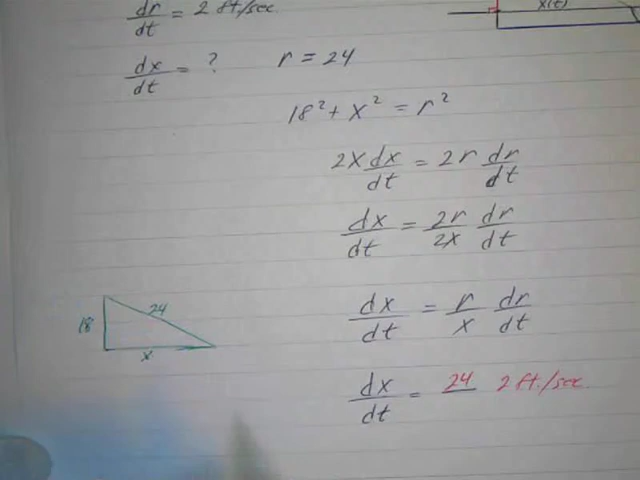 dr/dt = 2 ft/sec.
x(t)
dx/dt = ? r = 24
18² + x² = r²
2x dx/dt = 2r dr/dt
dx/dt = 2r/2x dr/dt
24
18
x
dx/dt = r/x dr/dt
dx/dt = 24/ 2 ft./sec.